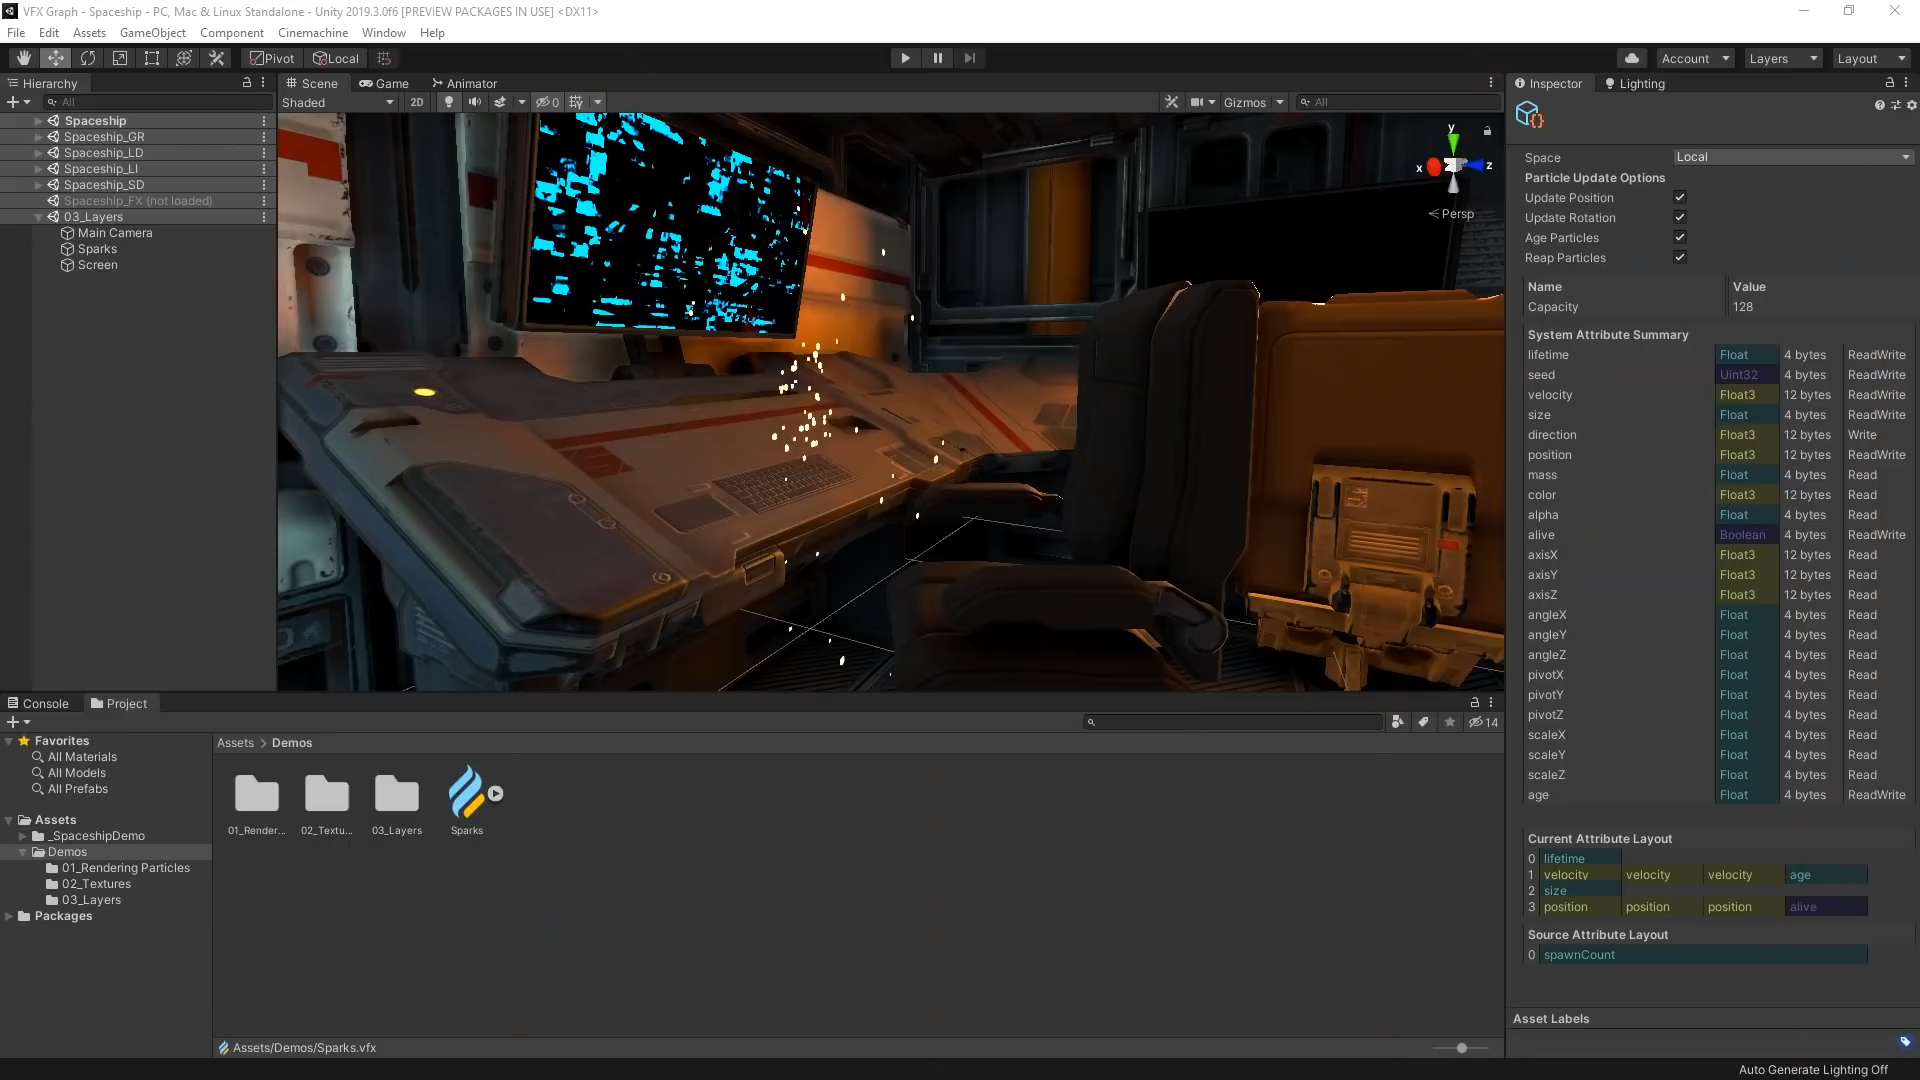 VFX Graph - Spaceship - PC, Mac & Linux Standalone - Unity 2019.3.0f6 [PREVIEW PACKAGES IN USE] <DX11>
File Edit Assets GameObject Component Cinemachine Window Help
Pivot Local
Account Layers Layout
Hierarchy
All
Spaceship
Spaceship_GR
Spaceship_LD
Spaceship_LI
Spaceship_SD
Spaceship_FX (not loaded)
03_Layers
Main Camera
Sparks
Screen
Scene Game Animator
Shaded 2D 0 Gizmos All
y
x z
Persp
Inspector Lighting
Space Local
Particle Update Options
Update Position
Update Rotation
Age Particles
Reap Particles
Name Value
Capacity 128
System Attribute Summary
lifetime Float 4 bytes ReadWrite
seed Uint32 4 bytes ReadWrite
velocity Float3 12 bytes ReadWrite
size Float 4 bytes ReadWrite
direction Float3 12 bytes Write
position Float3 12 bytes ReadWrite
mass Float 4 bytes Read
color Float3 12 bytes Read
alpha Float 4 bytes Read
alive Boolean 4 bytes ReadWrite
axisX Float3 12 bytes Read
axisY Float3 12 bytes Read
axisZ Float3 12 bytes Read
angleX Float 4 bytes Read
angleY Float 4 bytes Read
angleZ Float 4 bytes Read
pivotX Float 4 bytes Read
pivotY Float 4 bytes Read
pivotZ Float 4 bytes Read
scaleX Float 4 bytes Read
scaleY Float 4 bytes Read
scaleZ Float 4 bytes Read
age Float 4 bytes ReadWrite
Current Attribute Layout
0 lifetime
1 velocity velocity velocity age
2 size
3 position position position alive
Source Attribute Layout
0 spawnCount
Asset Labels
Console Project
14
Favorites
All Materials
All Models
All Prefabs
Assets
_SpaceshipDemo
Demos
01_Rendering Particles
02_Textures
03_Layers
Packages
Assets > Demos
01_Render... 02_Textu... 03_Layers Sparks
Assets/Demos/Sparks.vfx
Auto Generate Lighting Off